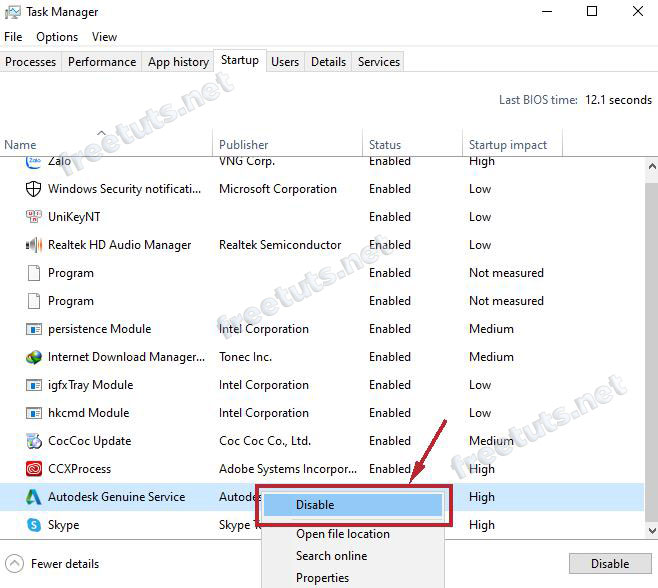 Task Manager
File Options View
Processes Performance App history Startup Users Details Services
freetuts.net
Last BIOS time: 12.1 seconds
Name Publisher Status Startup impact
Zalo Zalo VNG Corp. Enabled High
Windows Security notificati... Microsoft Corporation Enabled Low
UniKeyNT Enabled Low
Realtek HD Audio Manager Realtek Semiconductor Enabled Low
Program Enabled Not measured
freetuts.net
Program Enabled Not measured
persistence Module Intel Corporation Enabled Medium
Internet Download Manager... Tonec Inc. Enabled Medium
igfxTray Module Intel Corporation Enabled Low
hkcmd Module Intel Corporation Enabled Low
freetuts.net
CocCoc Update Coc Coc Co., Ltd. Enabled Medium
CCXProcess Adobe Systems Incorpor... Enabled High
Autodesk Genuine Service Autodes High
Disable
Skype Skype High
Open file location
Search online
Properties
Fewer details Disable